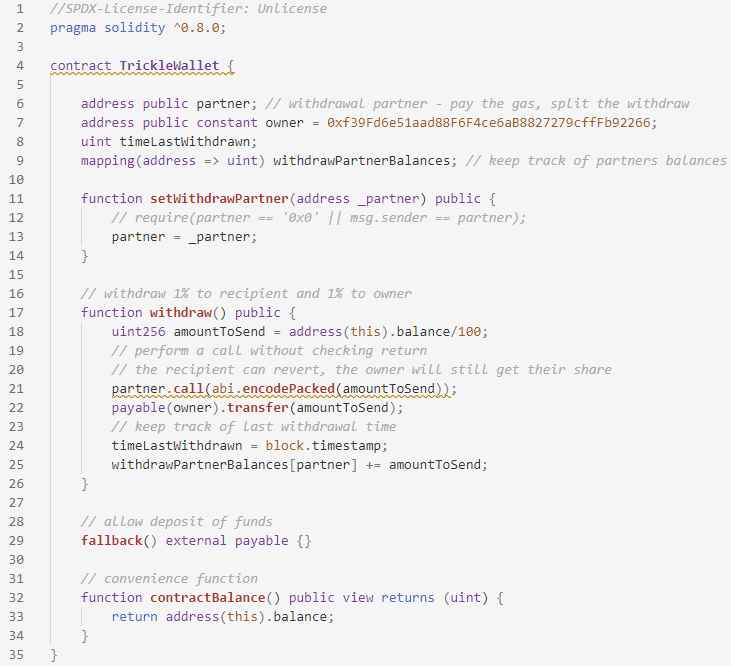 1 //SPDX-License-Identifier: Unlicense
2 pragma solidity ^0.8.0;
3
4 contract TrickleWallet {
5
6 address public partner; // withdrawal partner - pay the gas, split the withdraw
7 address public constant owner = 0xf39Fd6e51aad88F6F4ce6aB8827279cffFb92266;
8 uint timeLastWithdrawn;
9 mapping(address => uint) withdrawPartnerBalances; // keep track of partners balances
10
11 function setWithdrawPartner(address _partner) public {
12 // require(partner == '0x0' || msg.sender == partner);
13 partner = _partner;
14 }
15
16 // withdraw 1% to recipient and 1% to owner
17 function withdraw() public {
18 uint256 amountToSend = address(this).balance/100;
19 // perform a call without checking return
20 // the recipient can revert, the owner will still get their share
21 partner.call(abi.encodePacked(amountToSend));
22 payable(owner).transfer(amountToSend);
23 // keep track of last withdrawal time
24 timeLastWithdrawn = block.timestamp;
25 withdrawPartnerBalances[partner] += amountToSend;
26 }
27
28 // allow deposit of funds
29 fallback() external payable {}
30
31 // convenience function
32 function contractBalance() public view returns (uint) {
33 return address(this).balance;
34 }
35 }